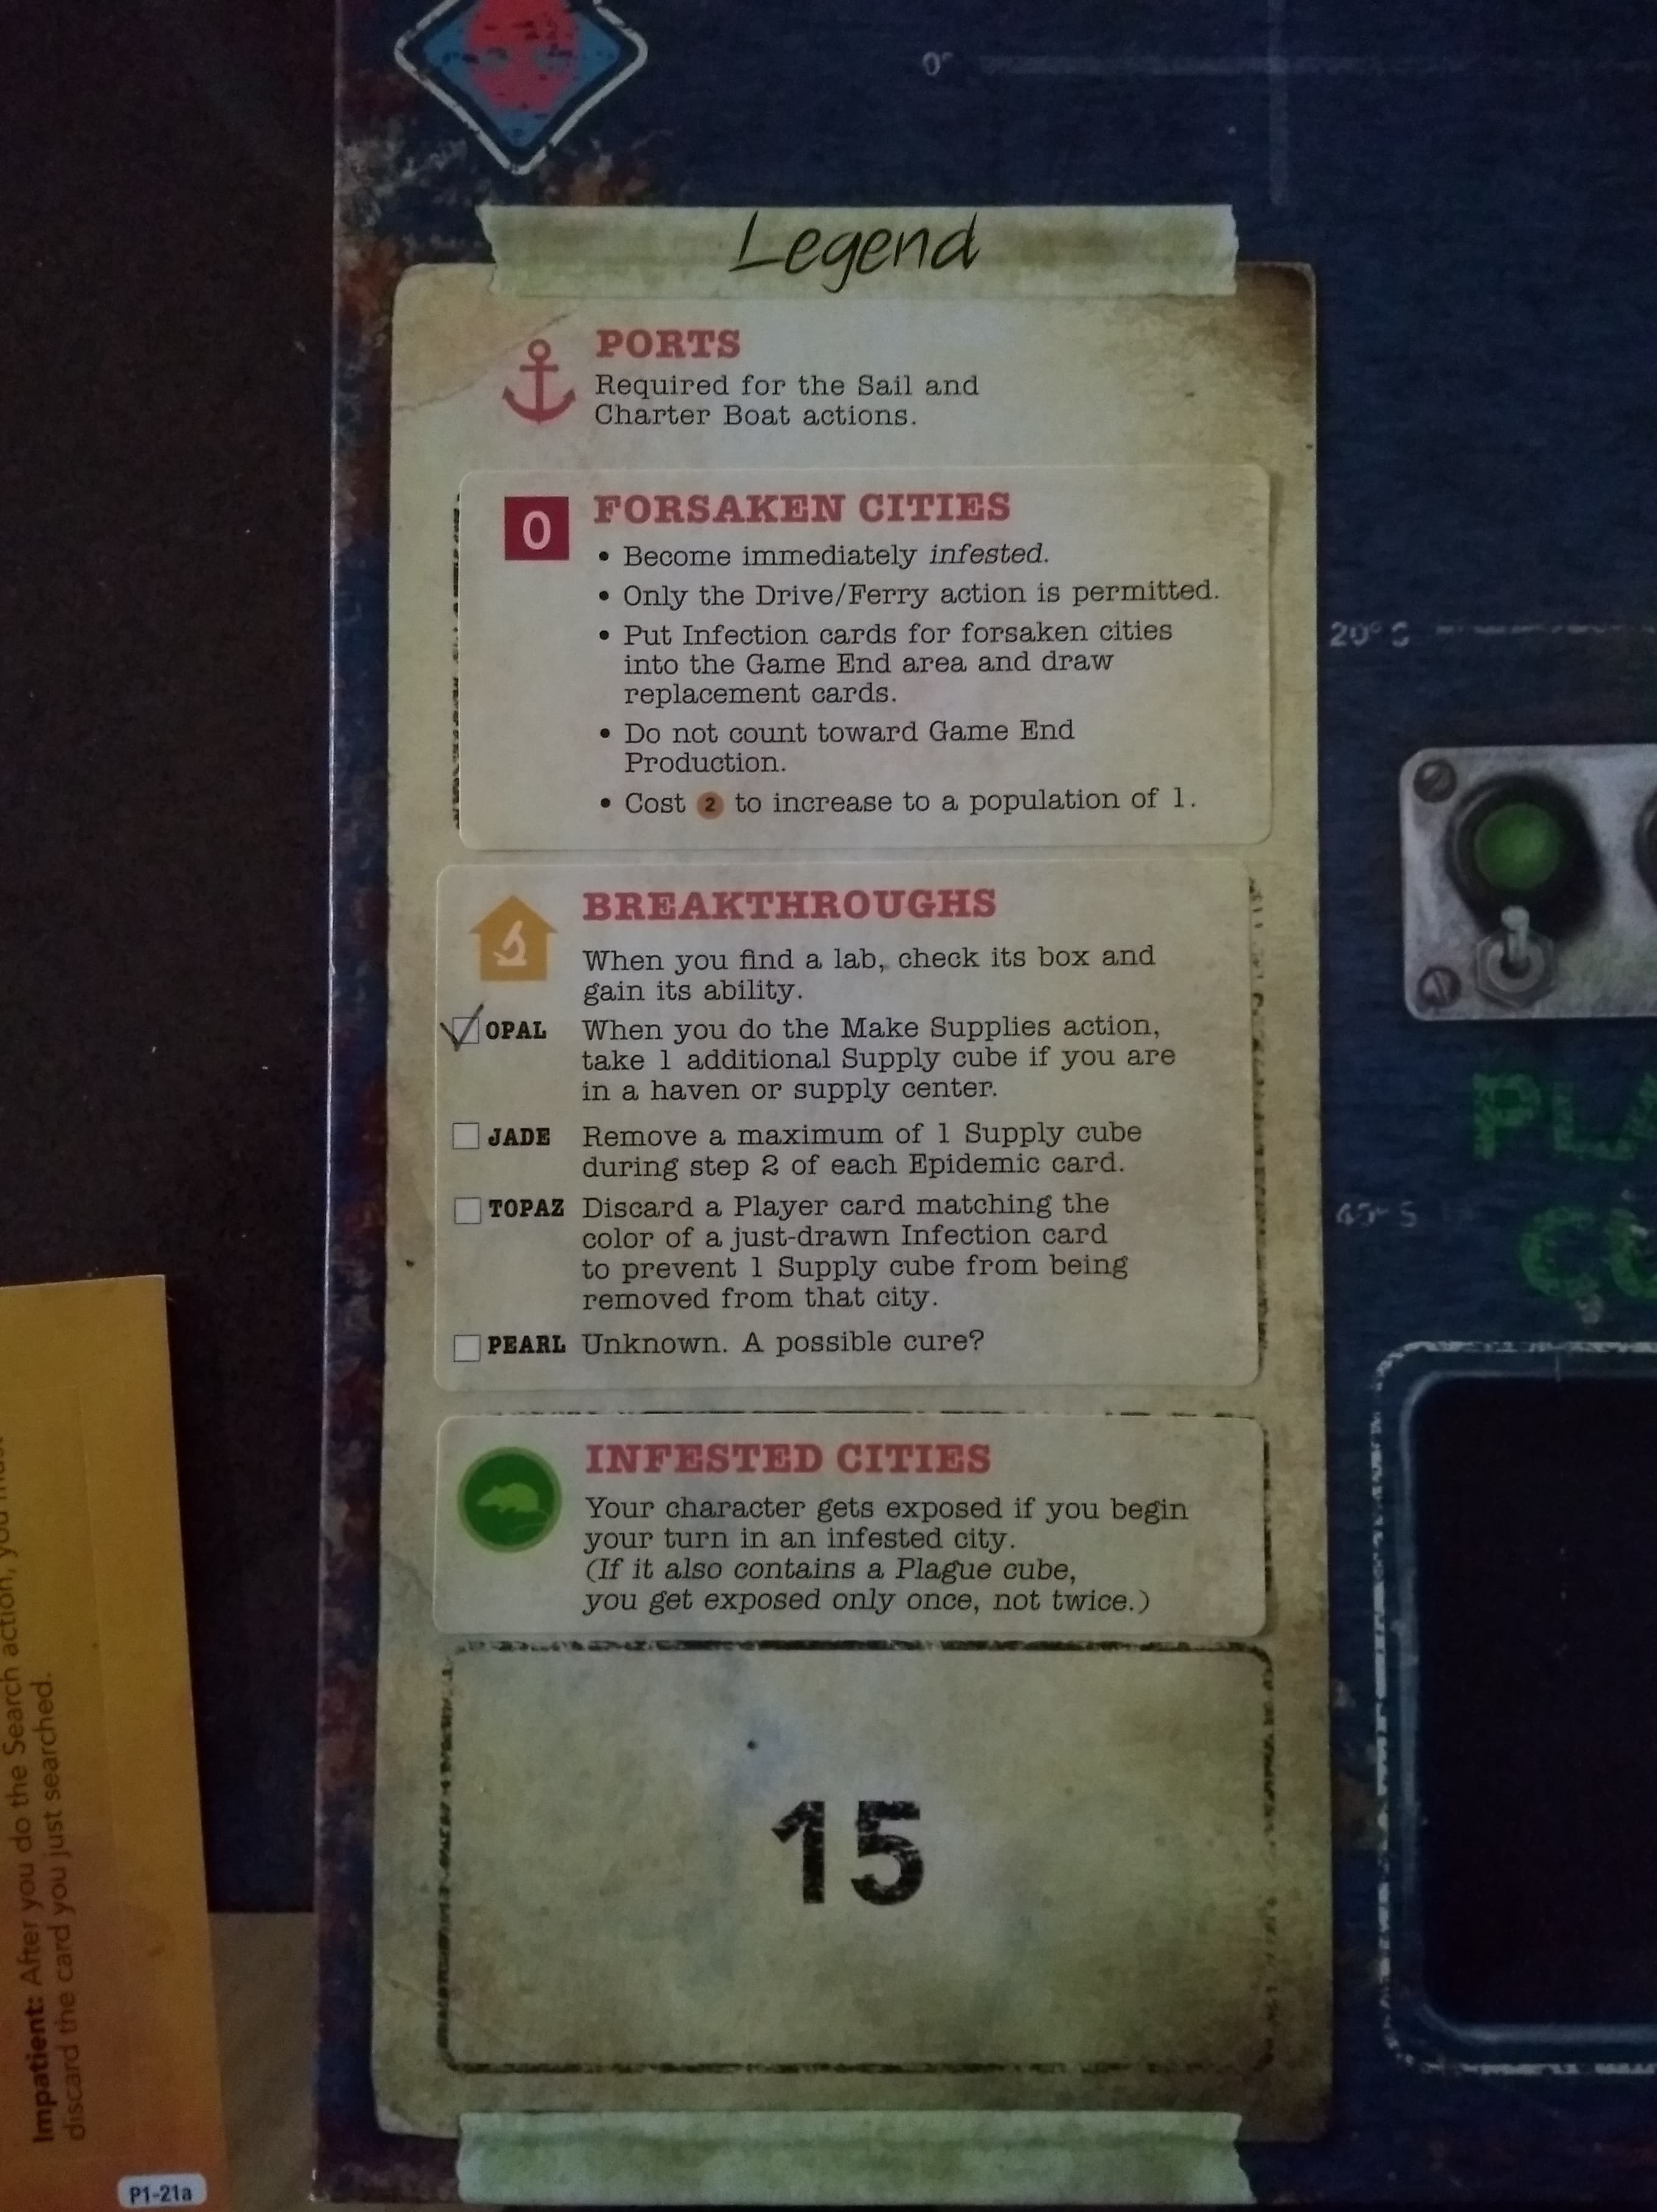 0°
Legend
PORTS
Required for the Sail and
Charter Boat actions.
0
FORSAKEN CITIES
• Become immediately infested.
• Only the Drive/Ferry action is permitted.
• Put Infection cards for forsaken cities
into the Game End area and draw
replacement cards.
• Do not count toward Game End
Production.
• Cost 2 to increase to a population of 1.
BREAKTHROUGHS
When you find a lab, check its box and
gain its ability.
OPAL When you do the Make Supplies action,
take 1 additional Supply cube if you are
in a haven or supply center.
JADE Remove a maximum of 1 Supply cube
during step 2 of each Epidemic card.
TOPAZ Discard a Player card matching the
color of a just-drawn Infection card
to prevent 1 Supply cube from being
removed from that city.
PEARL Unknown. A possible cure?
INFESTED CITIES
Your character gets exposed if you begin
your turn in an infested city.
(If it also contains a Plague cube,
you get exposed only once, not twice.)
15
20° S
40° S
Impatient: After you do the Search action, you
discard the card you just searched.
P1-21a